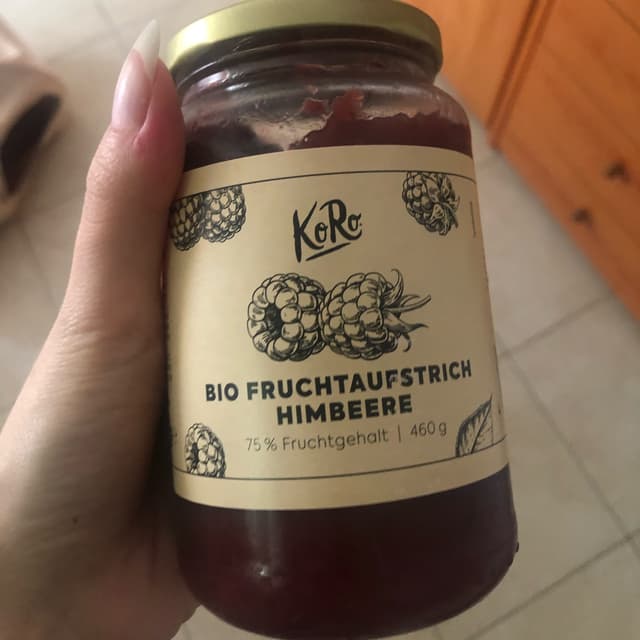 KoRo
BIO FRUCHTAUFSTRICH
HIMBEERE
75 % Fruchtgehalt | 460 g